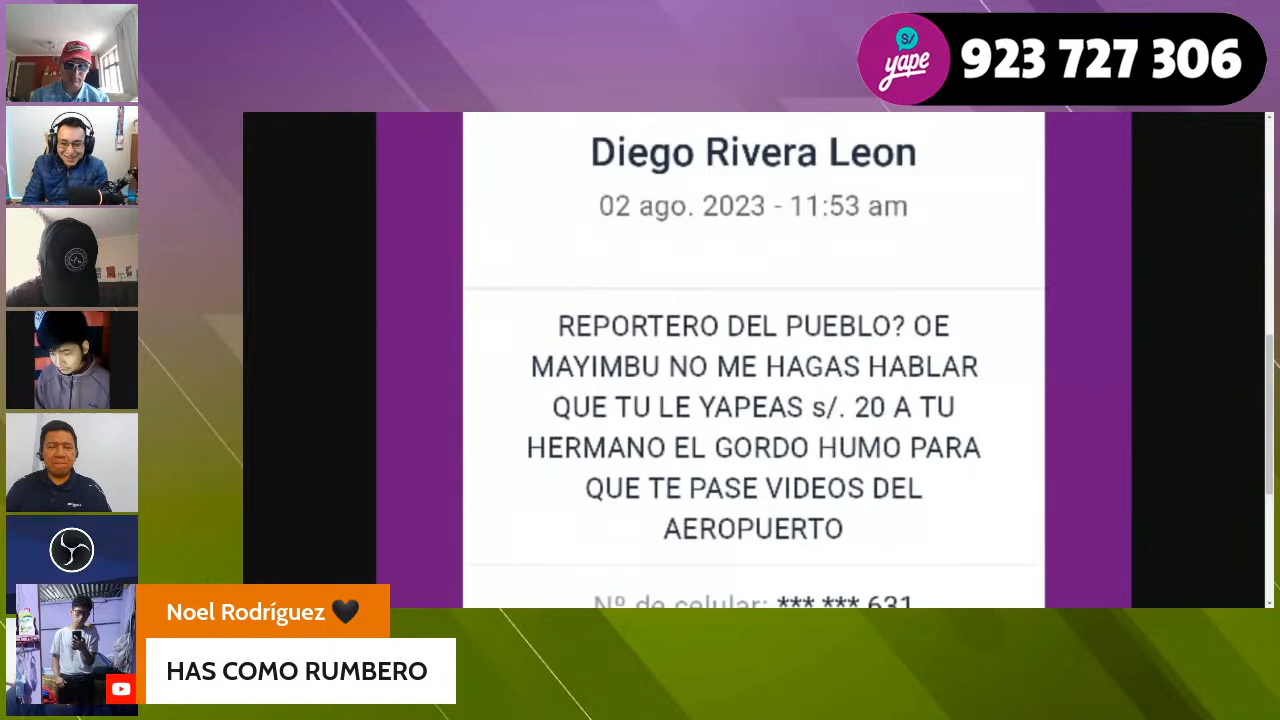 S/
yape
923 727 306
Diego Rivera Leon
02 ago. 2023 - 11:53 am
REPORTERO DEL PUEBLO? OE
MAYIMBU NO ME HAGAS HABLAR
QUE TU LE YAPEAS s/. 20 A TU
HERMANO EL GORDO HUMO PARA
QUE TE PASE VIDEOS DEL
AEROPUERTO
Nº de celular: *** *** 631
Noel Rodríguez 🖤
HAS COMO RUMBERO